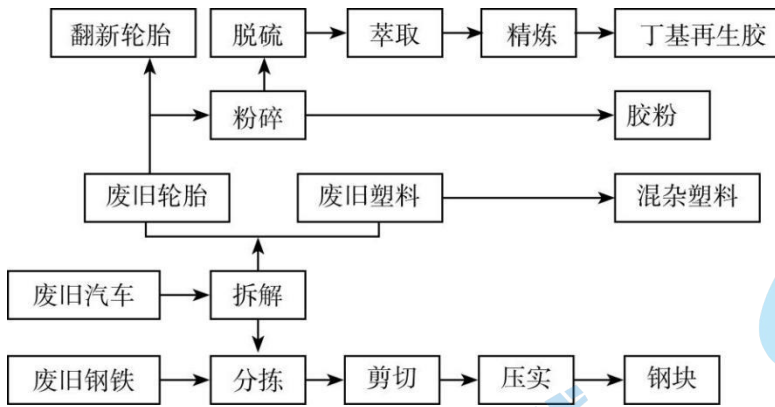 翻新轮胎
脱硫
萃取
精炼
丁基再生胶
粉碎
胶粉
废旧轮胎
废旧塑料
混杂塑料
废旧汽车
拆解
废旧钢铁
分拣
剪切
压实
钢块